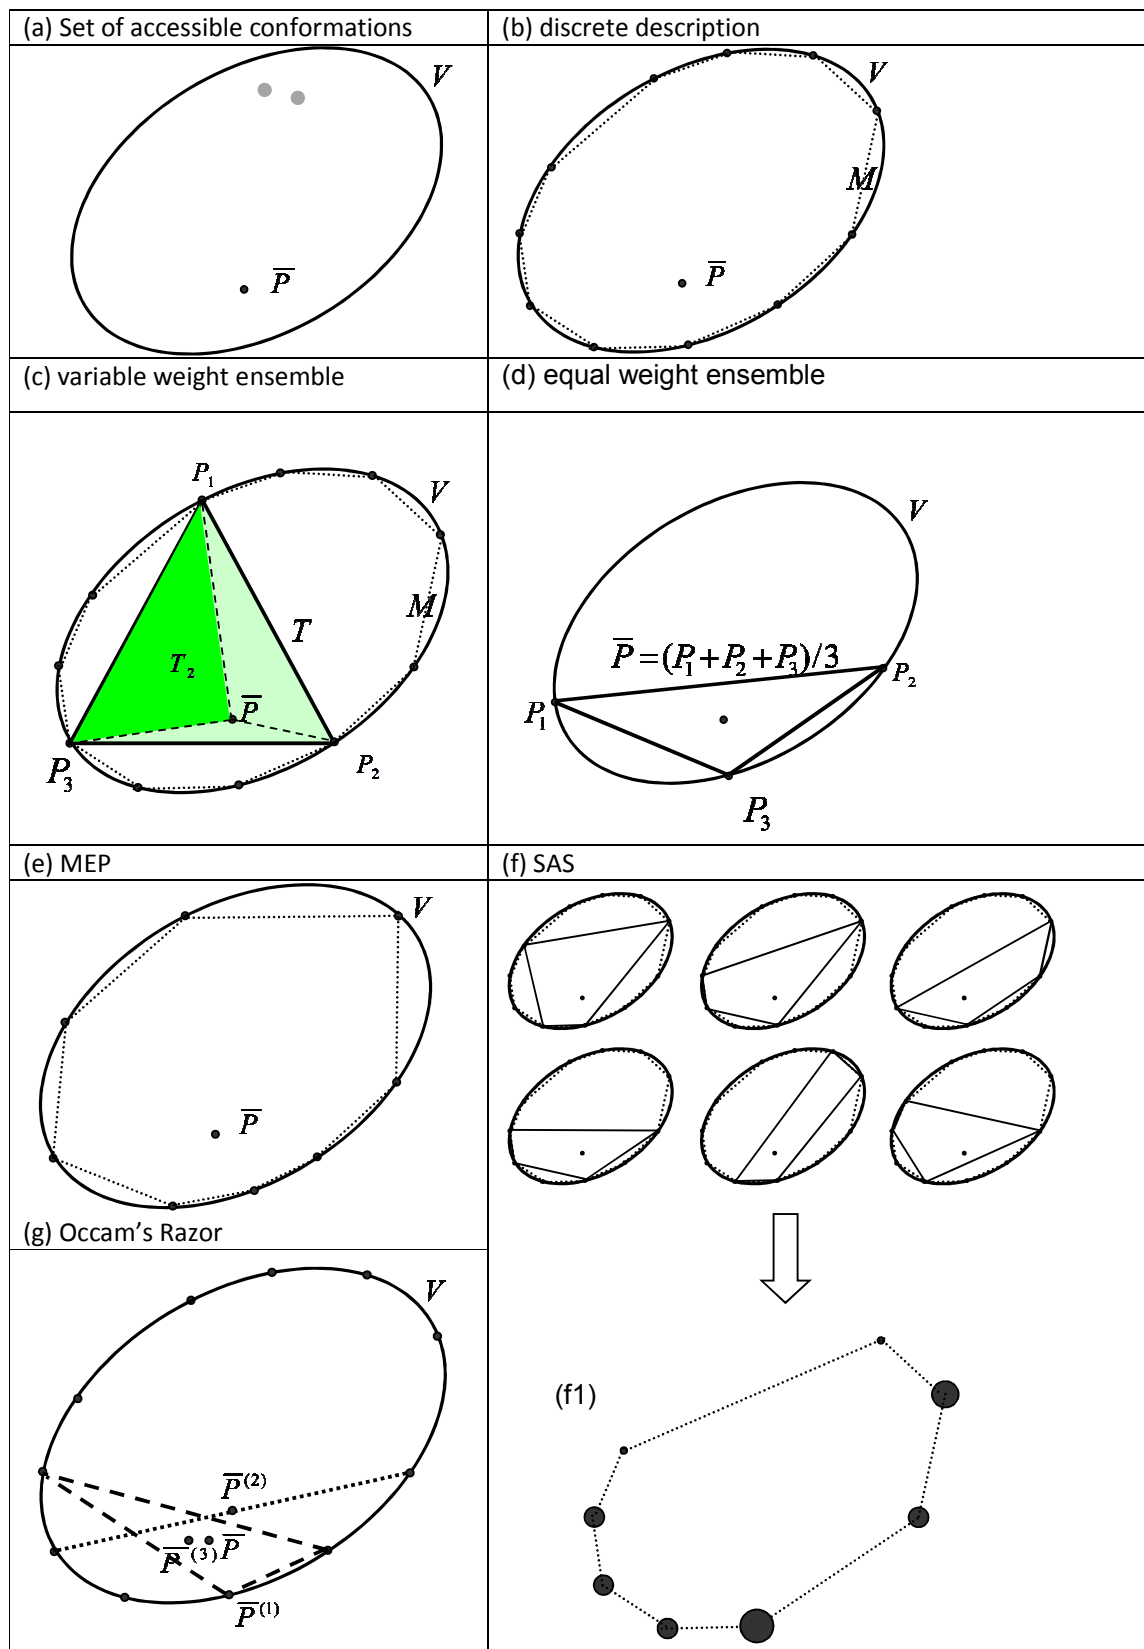 (a) Set of accessible conformations
V
P̅
(b) discrete description
V
M
P̅
(c) variable weight ensemble
P₁
V
M
T
T₂
P̅
P₃
P₂
(d) equal weight ensemble
V
P̅=(P₁+P₂+P₃)/3
P₂
P₁
P₃
(e) MEP
V
P̅
(f) SAS
(f1)
(g) Occam’s Razor
V
P̅⁽²⁾
P̅⁽³⁾ P̅
P̅⁽¹⁾